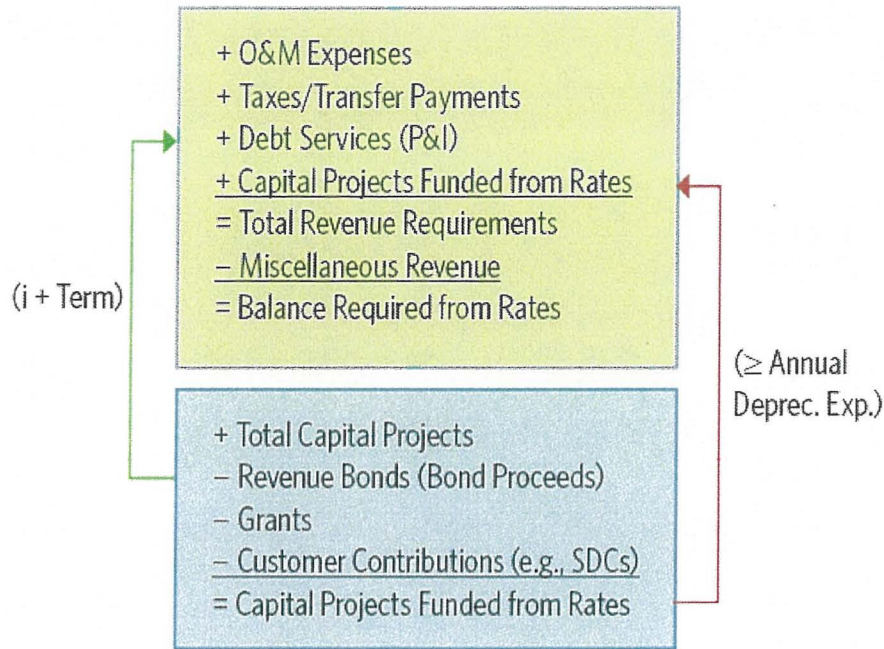 + O&M Expenses
+ Taxes/Transfer Payments
+ Debt Services (P&I)
+ Capital Projects Funded from Rates
= Total Revenue Requirements
− Miscellaneous Revenue
= Balance Required from Rates
(i + Term)
(≥ Annual
Deprec. Exp.)
+ Total Capital Projects
− Revenue Bonds (Bond Proceeds)
− Grants
− Customer Contributions (e.g., SDCs)
= Capital Projects Funded from Rates